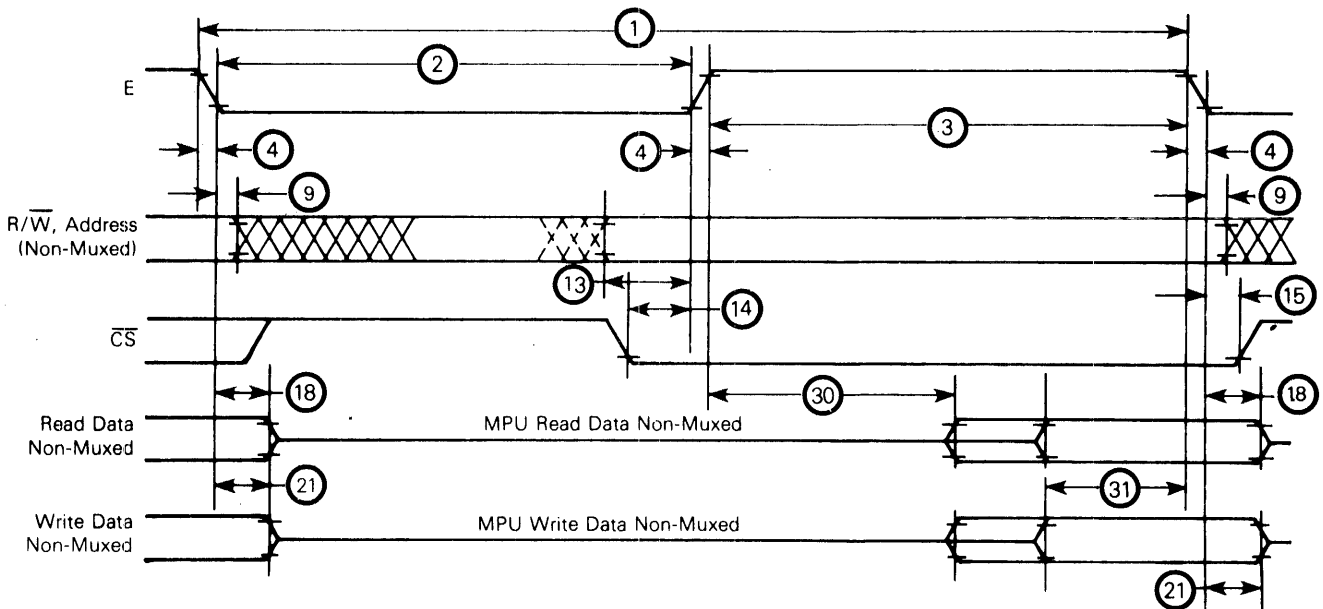 1
2
E
3
4
4
4
9
9
R/W̅, Address
(Non-Muxed)
13
14
15
C̅S̅
18
30
18
Read Data
Non-Muxed
MPU Read Data Non-Muxed
21
31
Write Data
Non-Muxed
MPU Write Data Non-Muxed
21